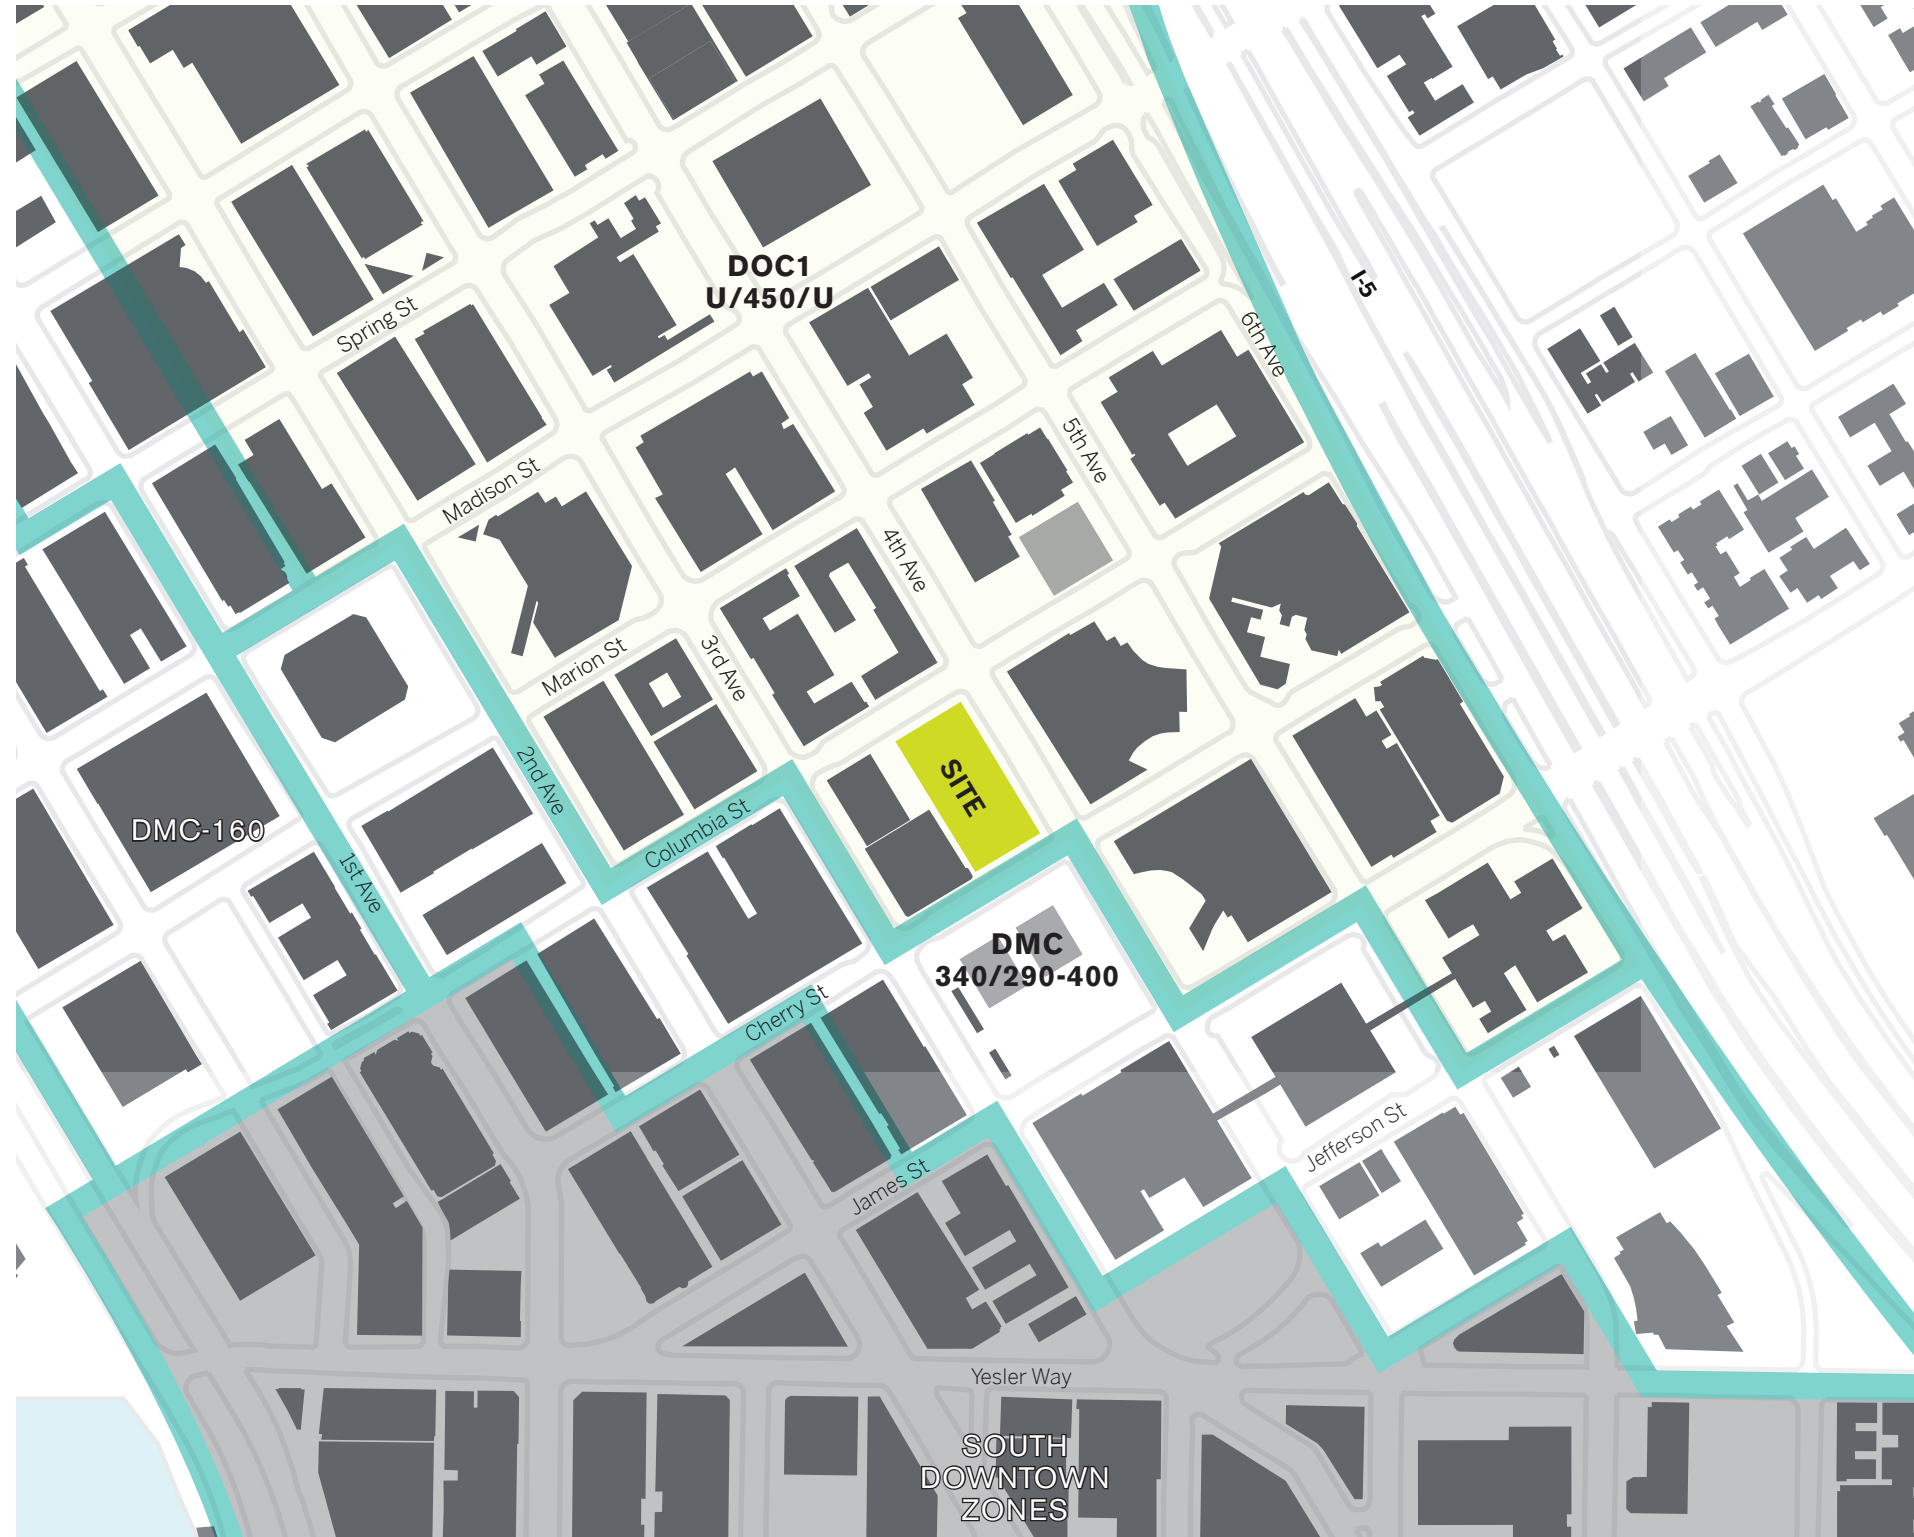 DOC1
U/450/U
I-5
Spring St
6th Ave
5th Ave
Madison St
4th Ave
Marion St
3rd Ave
2nd Ave
SITE
Columbia St
DMC-160
1st Ave
DMC
340/290-400
Cherry St
Jefferson St
James St
Yesler Way
SOUTH
DOWNTOWN
ZONES